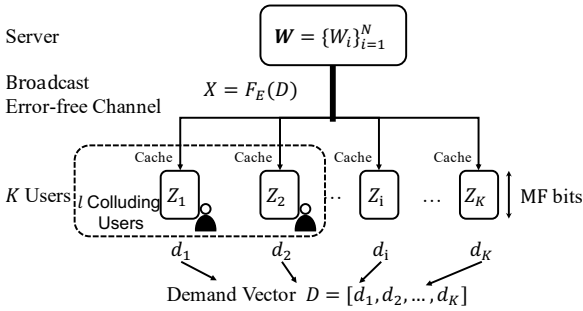 Server
𝑾 = {W_i}_{i=1}^N
Broadcast
Error-free Channel
X = F_E(D)
Cache Cache Cache Cache
K Users
l Colluding
Users
Z_1 Z_2 ·· Z_i ... Z_K
MF bits
d_1 d_2 d_i d_K
Demand Vector D = [d_1, d_2, ..., d_K]